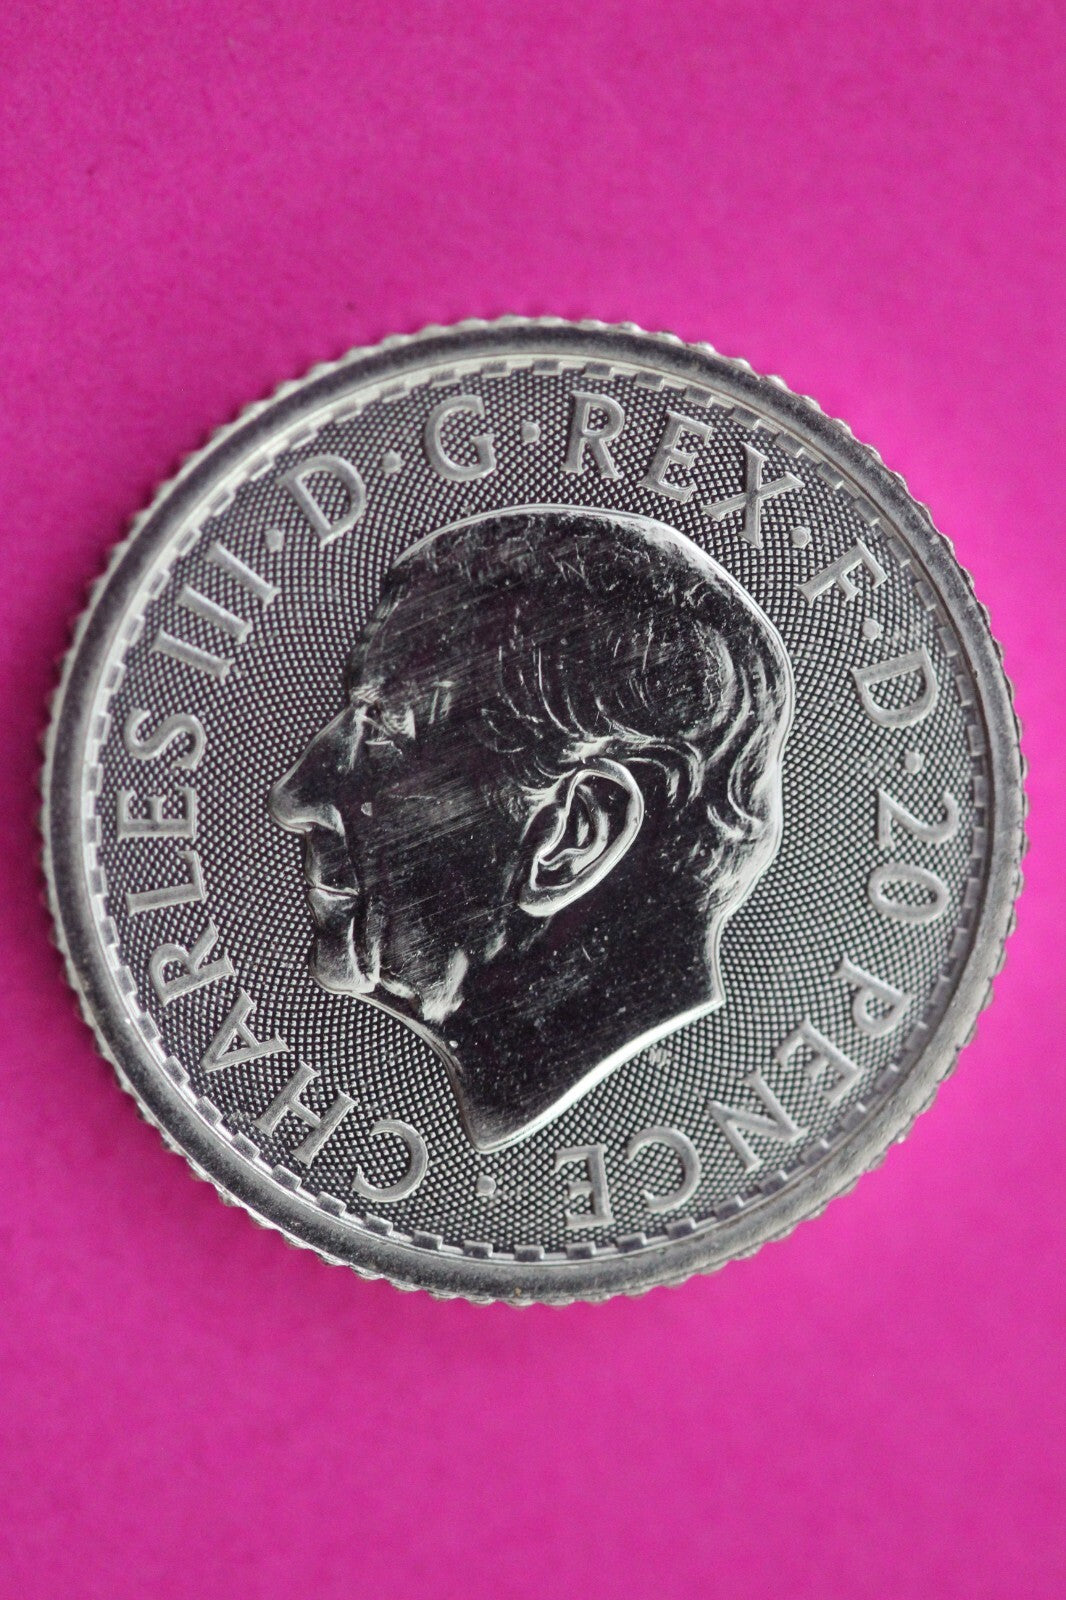 · CHARLES III · D · G · REX · F · D · 20 PENCE